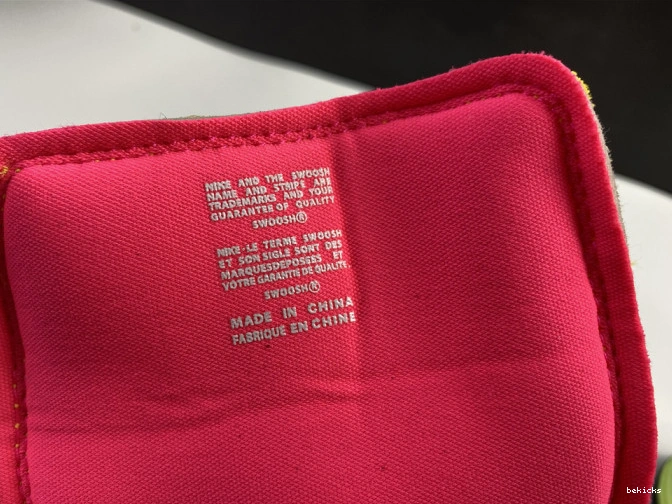 NIKE AND THE SWOOSH
NAME AND STRIPE ARE
TRADEMARKS AND YOUR
GUARANTEE OF QUALITY
SWOOSH®
NIKE-LE TERME SWOOSH
ET SON SIGLE SONT DES
MARQUESDEPOSEES ET
VOTRE GARANTIE DE QUALITE
SWOOSH®
MADE IN CHINA
FABRIQUE EN CHINE
bekicks